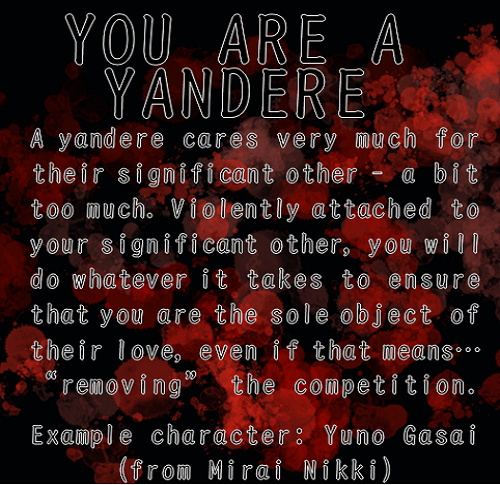 YOU ARE A
YANDERE
A yandere cares very much for
their significant other - a bit
too much. Violently attached to
your significant other, you will
do whatever it takes to ensure
that you are the sole object of
their love, even if that means…
“removing” the competition.
Example character: Yuno Gasai
(from Mirai Nikki)